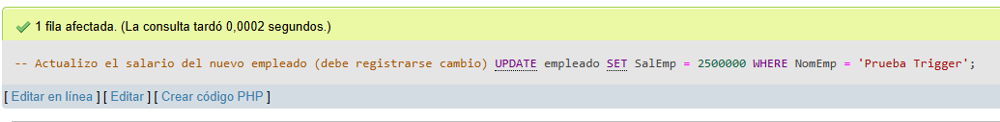 1 fila afectada. (La consulta tardó 0,0002 segundos.)
-- Actualizo el salario del nuevo empleado (debe registrarse cambio) UPDATE empleado SET SalEmp = 2500000 WHERE NomEmp = 'Prueba Trigger';
[ Editar en línea ] [ Editar ] [ Crear código PHP ]